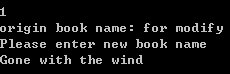 1
origin book name: for modify
Please enter new book name
Gone with the wind